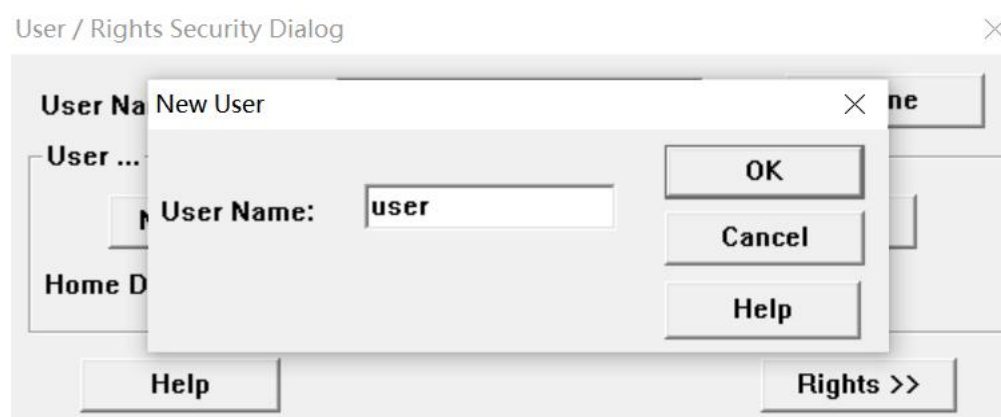 User / Rights Security Dialog
User Na
ne
New User
User ...
OK
User Name:
user
Cancel
Home D
Help
Help
Rights >>